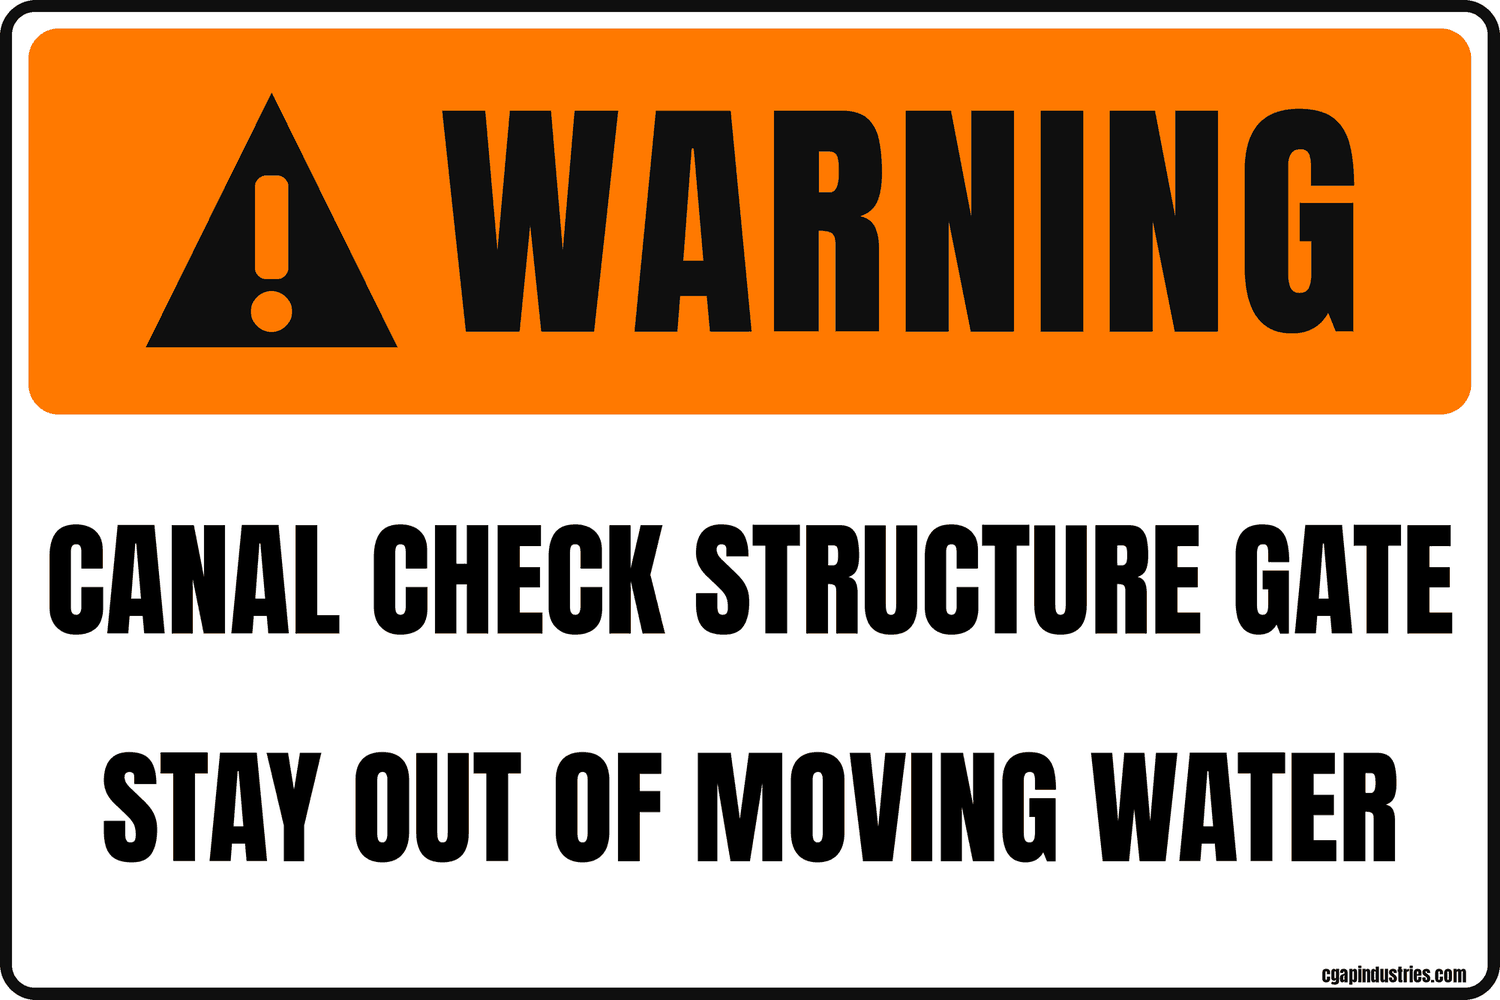 WARNING
CANAL CHECK STRUCTURE GATE
STAY OUT OF MOVING WATER
cgapindustries.com